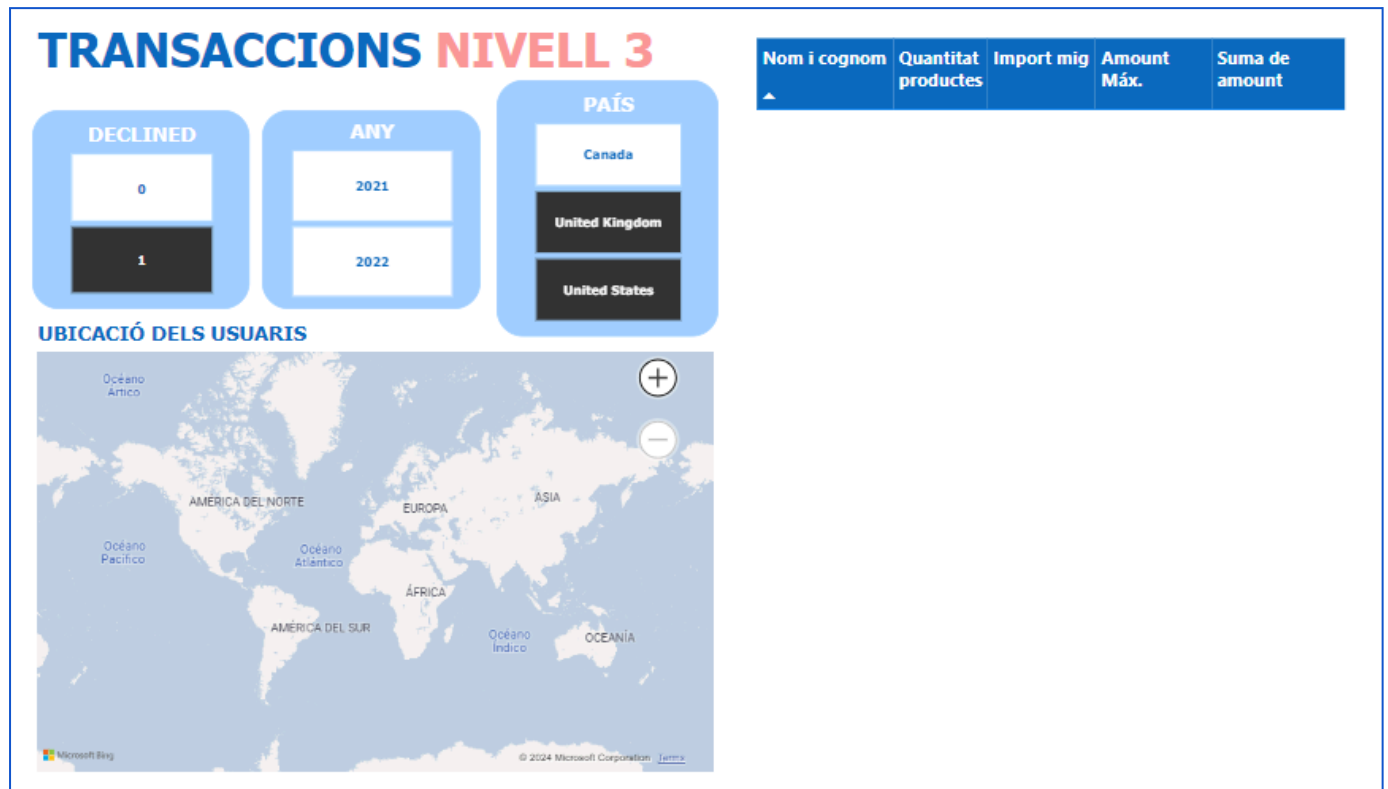 TRANSACCIONS NIVELL 3
DECLINED
0
1
ANY
2021
2022
PAÍS
Canada
United Kingdom
United States
UBICACIÓ DELS USUARIS
Océano
Ártico
AMÉRICA DEL NORTE
EUROPA
ASIA
Océano
Pacífico
Océano
Atlántico
ÁFRICA
AMÉRICA DEL SUR
Océano
Índico
OCEANÍA
Microsoft Bing
© 2024 Microsoft Corporation Terms
Nom i cognom
Quantitat
productes
Import mig
Amount
Máx.
Suma de
amount